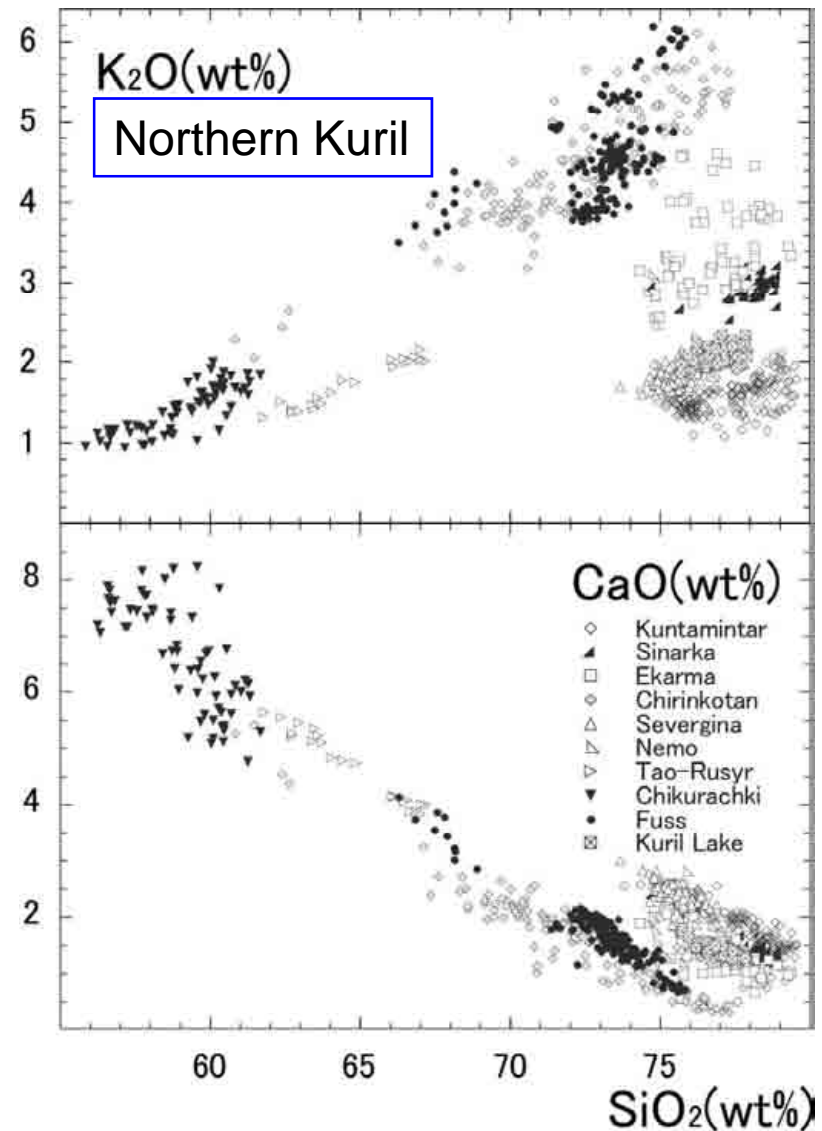 6
K₂O(wt%)
Northern Kuril
5
4
3
2
1
8
CaO(wt%)
Kuntamintar
Sinarka
Ekarma
Chirinkotan
6
Severgina
Nemo
Tao-Rusyr
Chikurachki
4
Fuss
Kuril Lake
2
60 65 70 75
SiO₂(wt%)